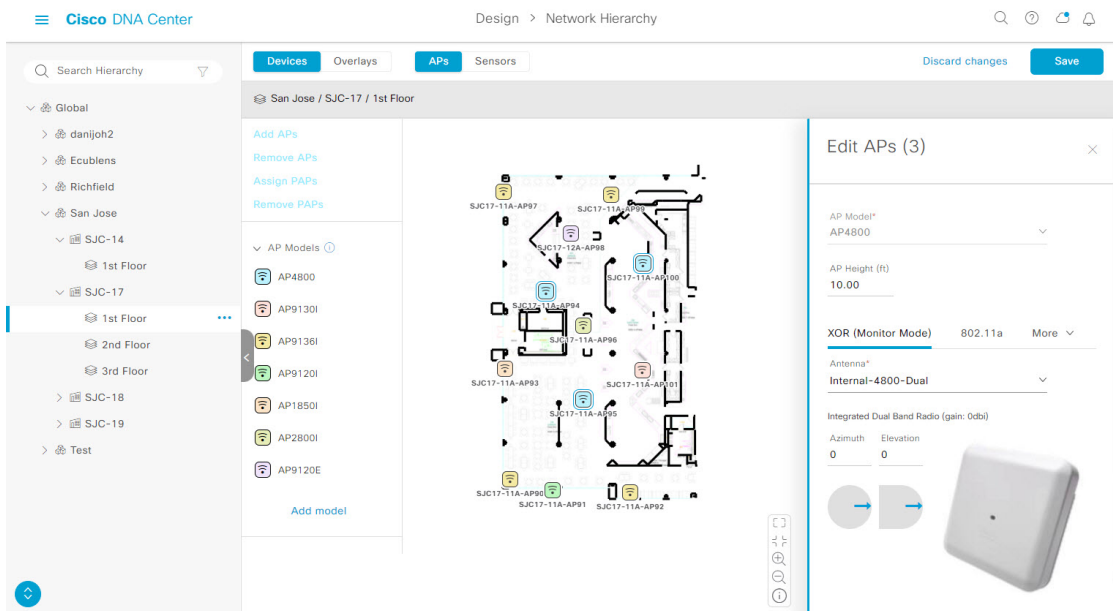 Cisco DNA Center
Design > Network Hierarchy
Search Hierarchy
Global
danijoh2
Ecublens
Richfield
San Jose
SJC-14
1st Floor
SJC-17
1st Floor
2nd Floor
3rd Floor
SJC-18
SJC-19
Test
Devices Overlays APs Sensors
Discard changes Save
San Jose / SJC-17 / 1st Floor
Add APs
Remove APs
Assign PAPs
Remove PAPs
AP Models
AP4800
AP9130I
AP9136I
AP9120I
AP1850I
AP2800I
AP9120E
Add model
SJC17-11A-AP97
SJC17-11A-AP99
SJC17-12A-AP98
SJC17-11A-AP100
SJC17-11A-AP94
SJC17-11A-AP96
SJC17-11A-AP93
SJC17-11A-AP101
SJC17-11A-AP95
SJC17-11A-AP90
SJC17-11A-AP91
SJC17-11A-AP92
Edit APs (3)
AP Model*
AP4800
AP Height (ft)
10.00
XOR (Monitor Mode) 802.11a More
Antenna*
Internal-4800-Dual
Integrated Dual Band Radio (gain: 0dbi)
Azimuth Elevation
0 0